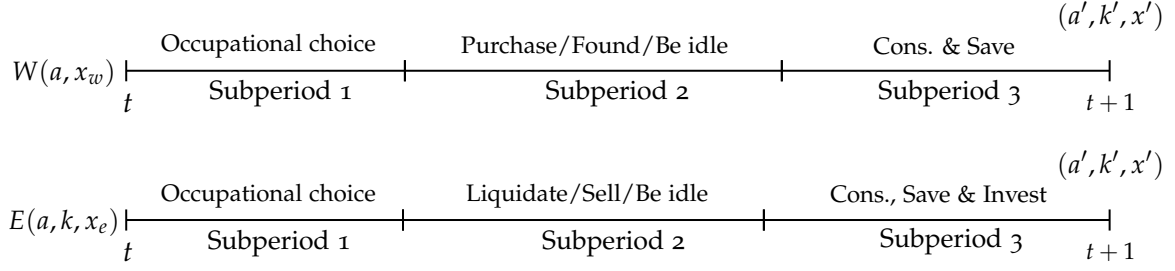 (a′, k′, x′)
Occupational choice Purchase/Found/Be idle Cons. & Save
W(a, x_w)
Subperiod 1 Subperiod 2 Subperiod 3
t t + 1
(a′, k′, x′)
Occupational choice Liquidate/Sell/Be idle Cons., Save & Invest
E(a, k, x_e)
Subperiod 1 Subperiod 2 Subperiod 3
t t + 1